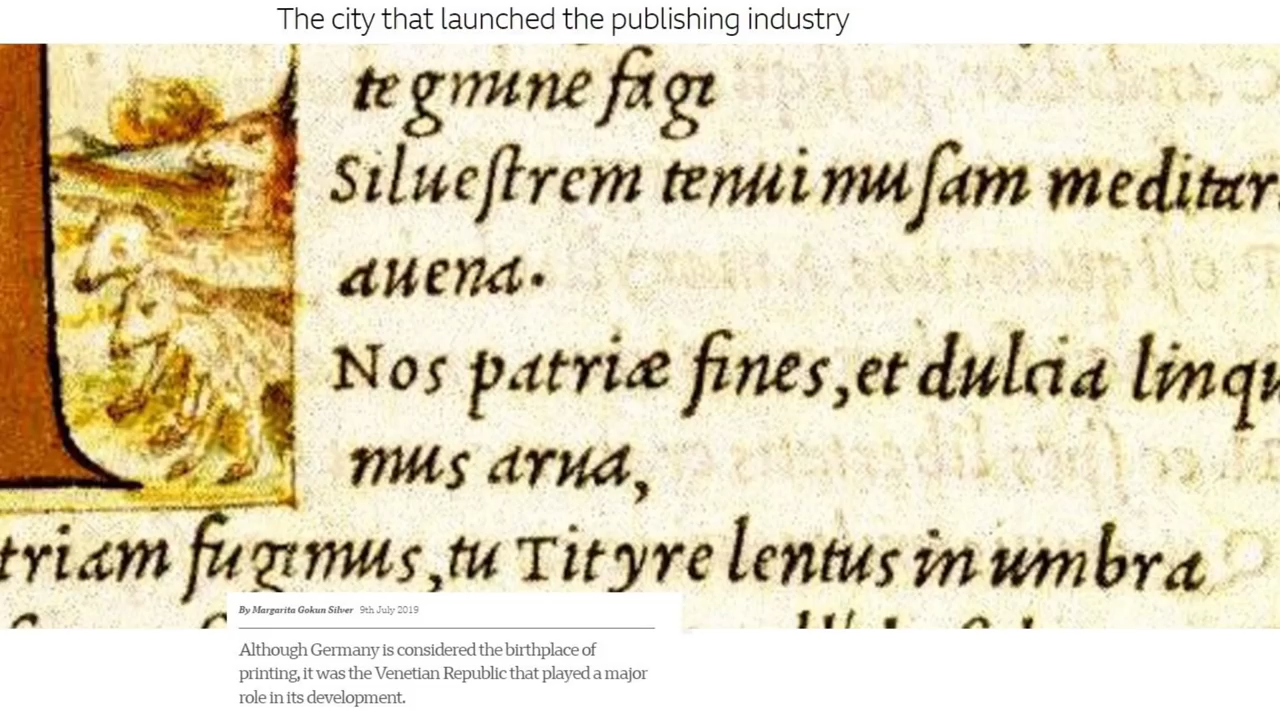 The city that launched the publishing industry
tegmine fagi
Silueſtrem tenui muſam meditar
auena.
Nos patriæ fines, et dulcia linqu
mus arua,
triam fugimus, tu Tityre lentus in umbra
By Margarita Gokun Silver 9th July 2019
Although Germany is considered the birthplace of
printing, it was the Venetian Republic that played a major
role in its development.